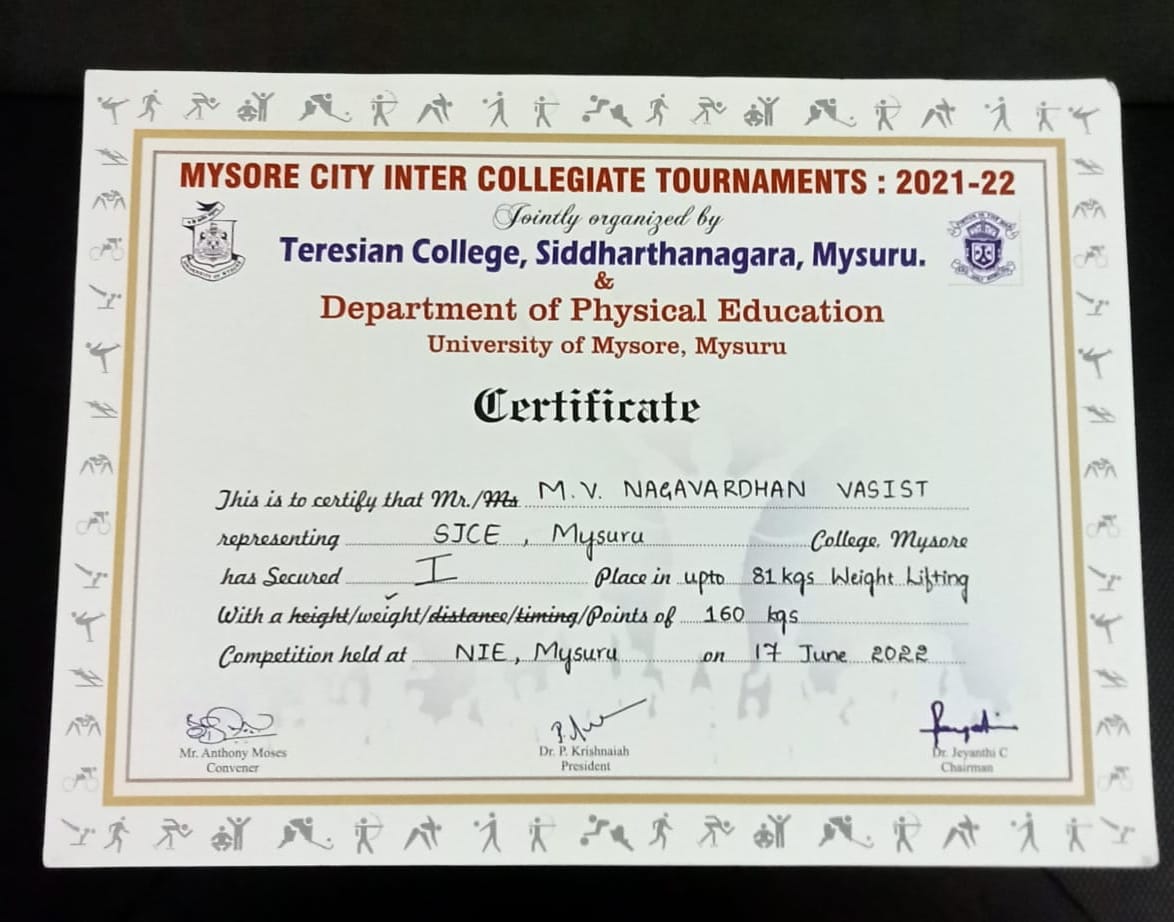 MYSORE CITY INTER COLLEGIATE TOURNAMENTS : 2021-22
Jointly organized by
Teresian College, Siddharthanagara, Mysuru.
&
Department of Physical Education
University of Mysore, Mysuru
Certificate
This is to certify that Mr./Ms M.V. NAGAVARDHAN VASIST
representing SJCE , Mysuru College, Mysore
has Secured I Place in upto 81 kgs Weight Lifting
With a height/weight/distance/timing/Points of 160 kgs
Competition held at NIE, Mysuru on 17 June 2022
Mr. Anthony Moses
Convener
Dr. P. Krishnaiah
President
Dr. Jeyanthi C
Chairman